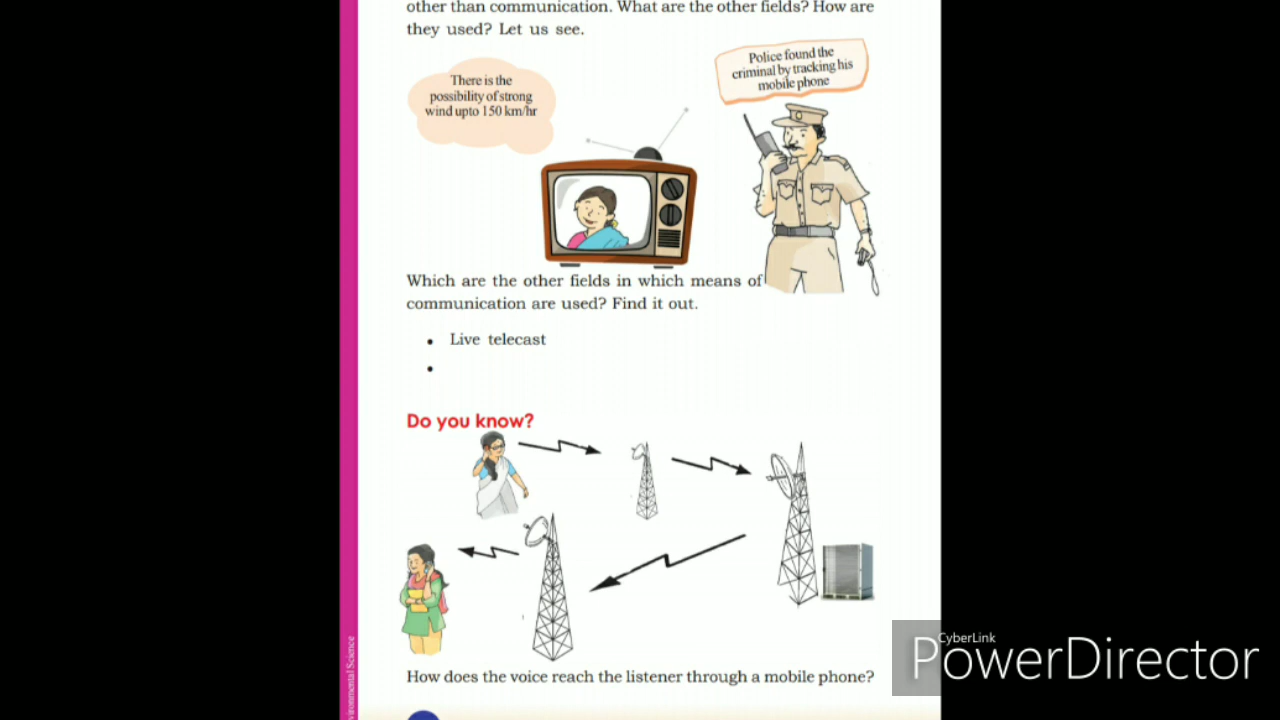 other than communication. What are the other fields? How are
they used? Let us see.
There is the
possibility of strong
wind upto 150 km/hr
Police found the
criminal by tracking his
mobile phone
Which are the other fields in which means of
communication are used? Find it out.
• Live telecast
•
Do you know?
How does the voice reach the listener through a mobile phone?
vironmental Science
CyberLink
PowerDirector